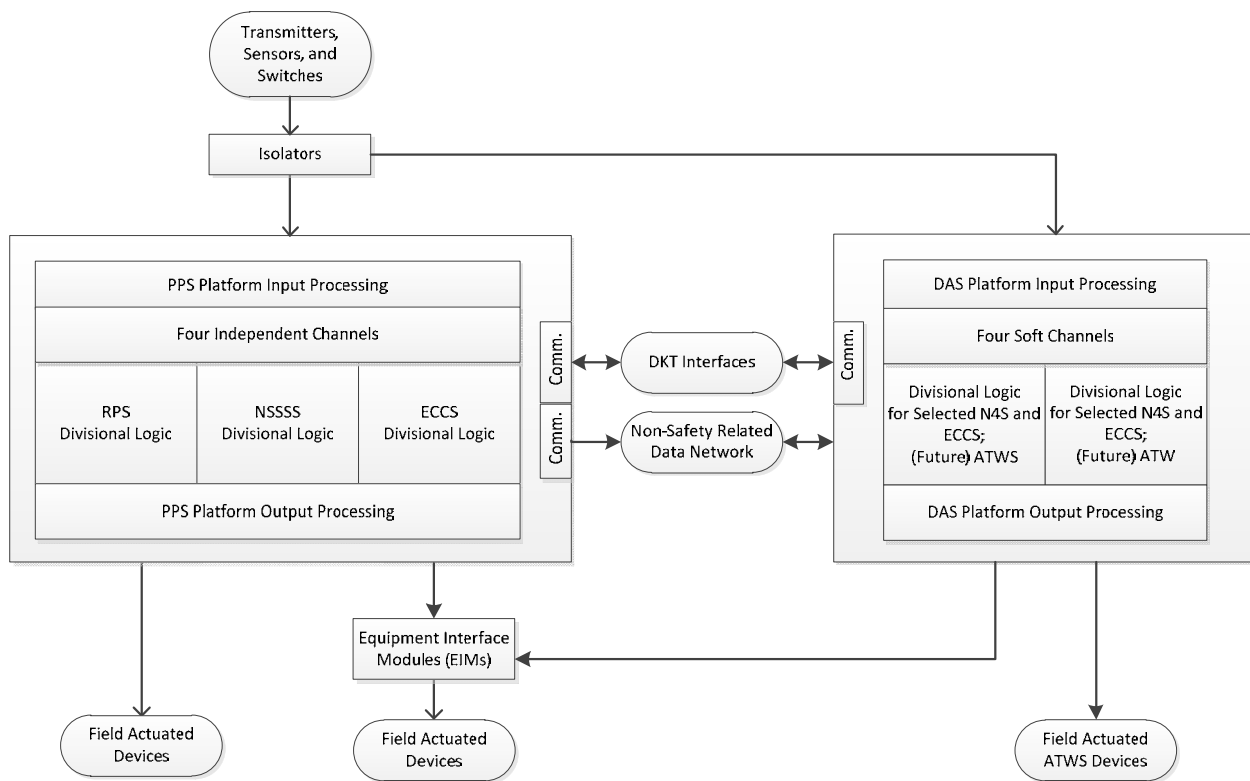 Transmitters,
Sensors, and
Switches
Isolators
PPS Platform Input Processing
Four Independent Channels
RPS
Divisional Logic
NSSSS
Divisional Logic
ECCS
Divisional Logic
PPS Platform Output Processing
Comm.
Comm.
DKT Interfaces
Non-Safety Related
Data Network
Comm.
DAS Platform Input Processing
Four Soft Channels
Divisional Logic
for Selected N4S and
ECCS;
(Future) ATWS
Divisional Logic
for Selected N4S and
ECCS;
(Future) ATW
DAS Platform Output Processing
Equipment Interface
Modules (EIMs)
Field Actuated
Devices
Field Actuated
Devices
Field Actuated
ATWS Devices